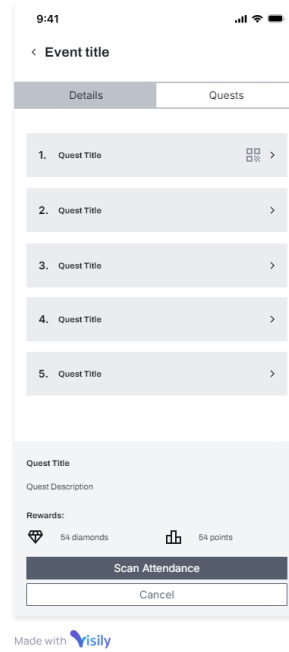 9:41
Event title
Details Quests
1. Quest Title
2. Quest Title
3. Quest Title
4. Quest Title
5. Quest Title
Quest Title
Quest Description
Rewards:
54 diamonds 54 points
Scan Attendance
Cancel
Made with Visily